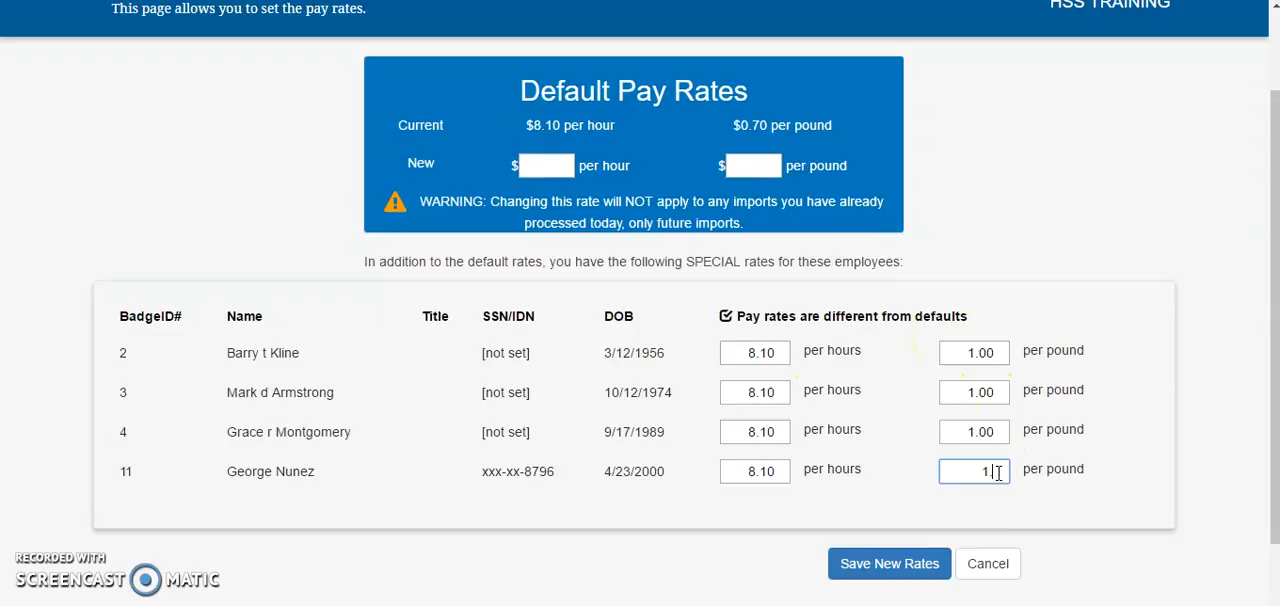 This page allows you to set the pay rates.
HSS TRAINING
Default Pay Rates
Current $8.10 per hour $0.70 per pound
New $ per hour $ per pound
WARNING: Changing this rate will NOT apply to any imports you have already
processed today, only future imports.
In addition to the default rates, you have the following SPECIAL rates for these employees:
BadgeID# Name Title SSN/IDN DOB Pay rates are different from defaults
2 Barry t Kline [not set] 3/12/1956 8.10 per hours 1.00 per pound
3 Mark d Armstrong [not set] 10/12/1974 8.10 per hours 1.00 per pound
4 Grace r Montgomery [not set] 9/17/1989 8.10 per hours 1.00 per pound
11 George Nunez xxx-xx-8796 4/23/2000 8.10 per hours 1. per pound
Save New Rates Cancel
RECORDED WITH
SCREENCAST MATIC